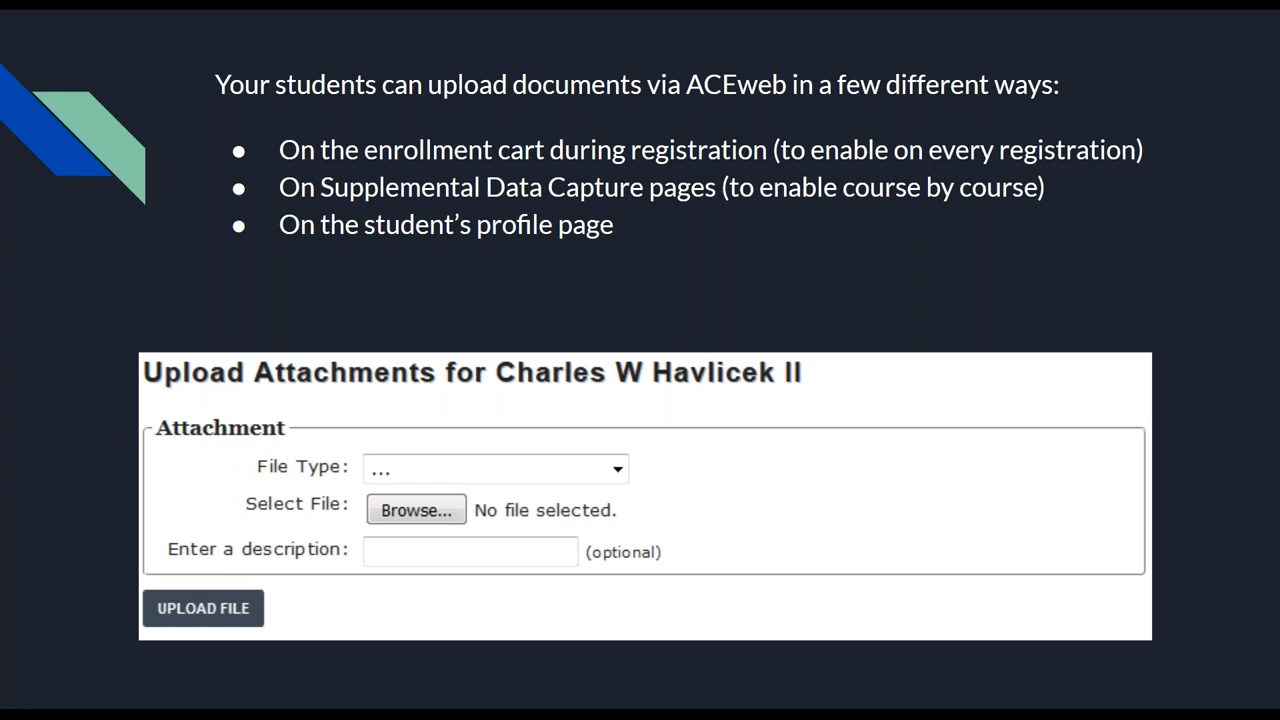 Your students can upload documents via ACEweb in a few different ways:
● On the enrollment cart during registration (to enable on every registration)
● On Supplemental Data Capture pages (to enable course by course)
● On the student’s profile page
Upload Attachments for Charles W Havlicek II
Attachment
File Type: ...
Select File: Browse... No file selected.
Enter a description: (optional)
UPLOAD FILE